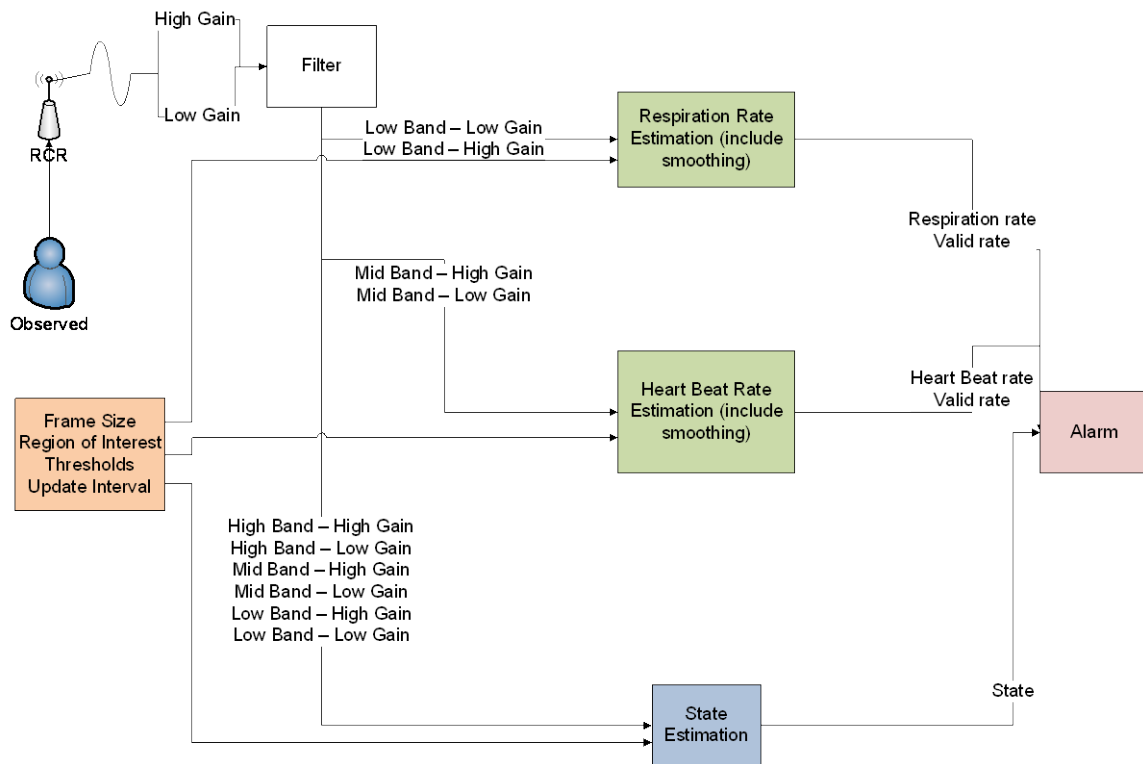 High Gain
Low Gain
RCR
Observed
Filter
Low Band – Low Gain
Low Band – High Gain
Respiration Rate
Estimation (include
smoothing)
Respiration rate
Valid rate
Mid Band – High Gain
Mid Band – Low Gain
Heart Beat Rate
Estimation (include
smoothing)
Heart Beat rate
Valid rate
Alarm
Frame Size
Region of Interest
Thresholds
Update Interval
High Band – High Gain
High Band – Low Gain
Mid Band – High Gain
Mid Band – Low Gain
Low Band – High Gain
Low Band – Low Gain
State
Estimation
State